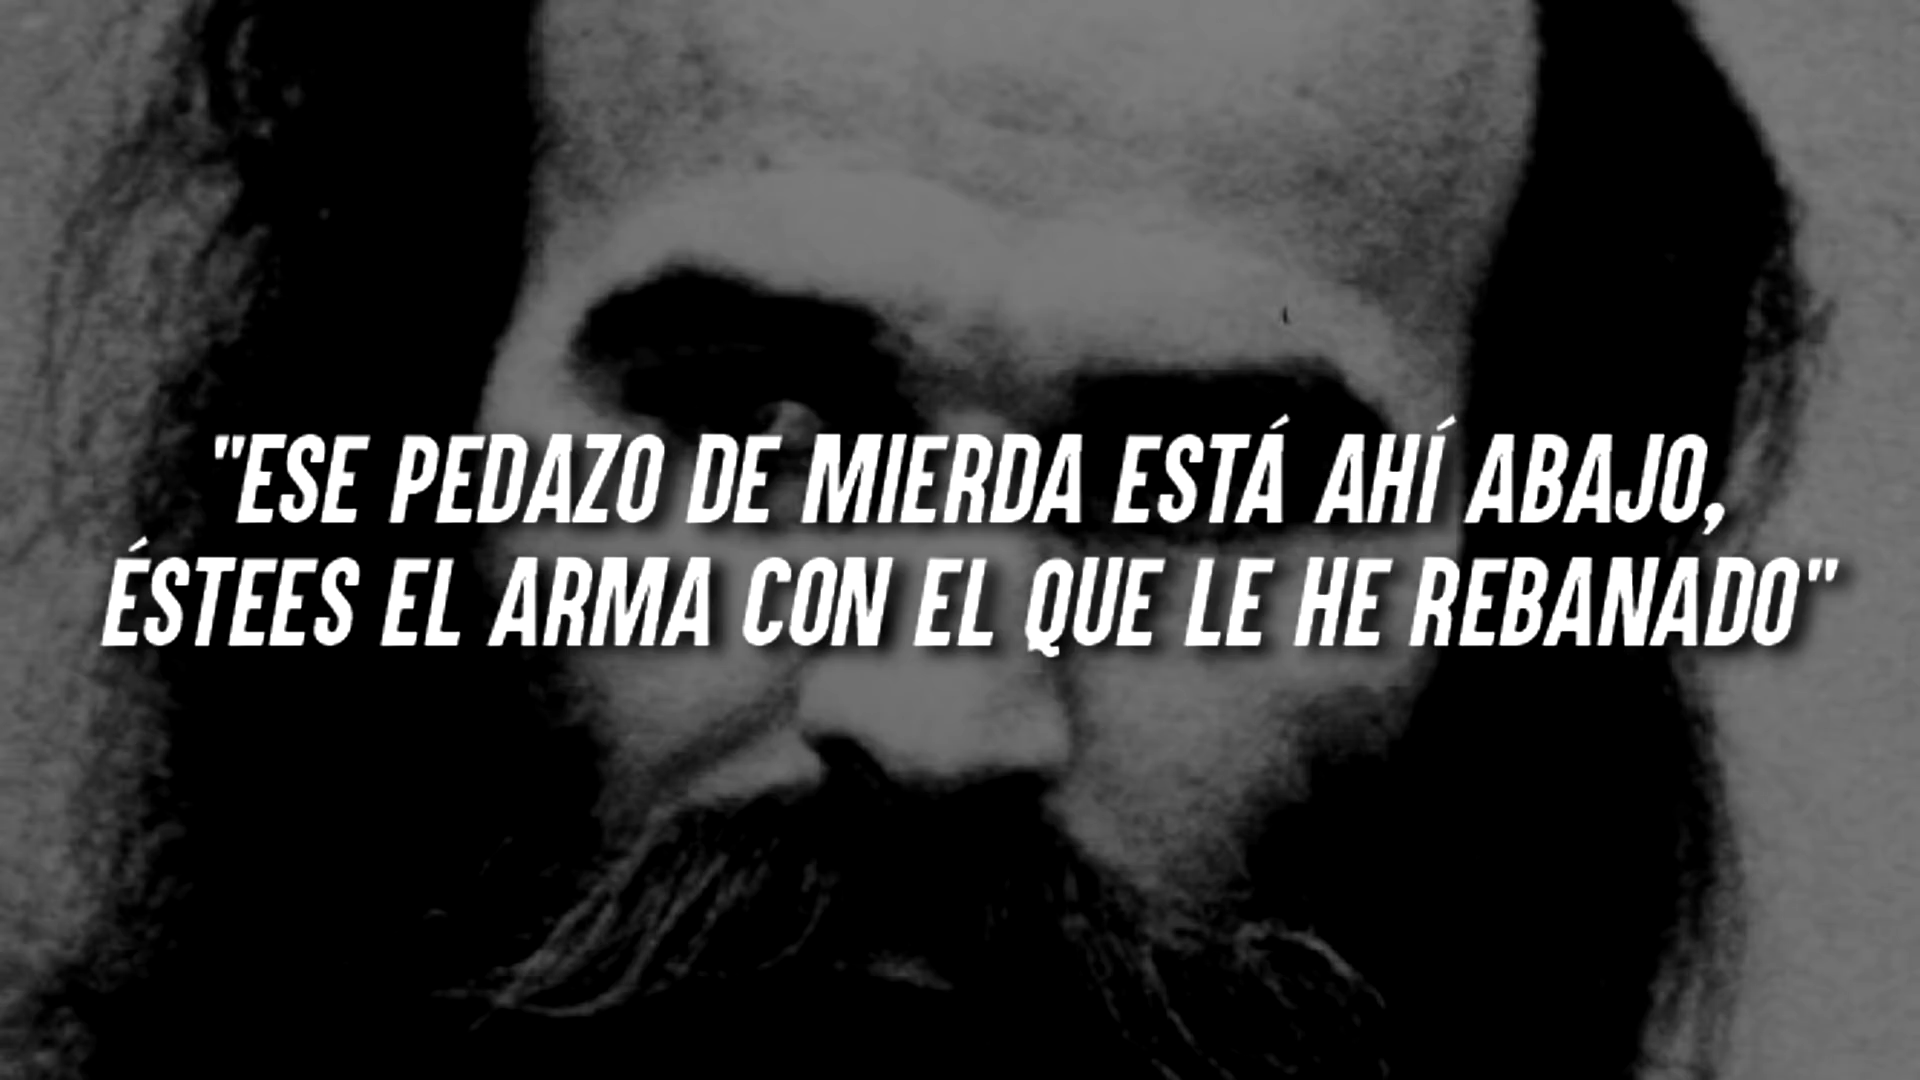 "ESE PEDAZO DE MIERDA ESTÁ AHÍ ABAJO,
ÉSTEES EL ARMA CON EL QUE LE HE REBANADO"